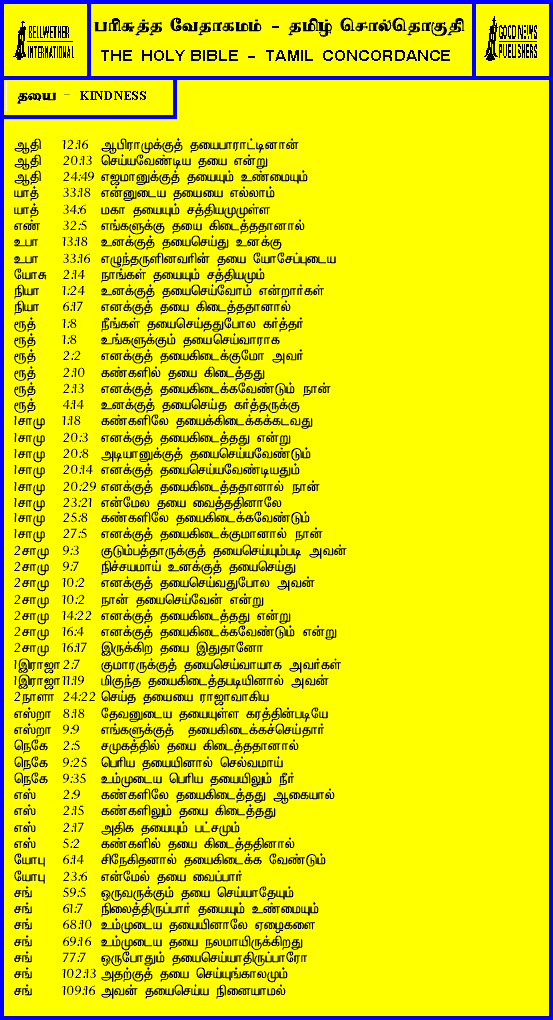 BELLWETHER
INTERNATIONAL
பரிசுத்த வேதாகமம் - தமிழ் சொல்தொகுதி
THE HOLY BIBLE - TAMIL CONCORDANCE
GOOD NEWS
PUBLISHERS
தயை - KINDNESS
ஆதி 12:16 ஆபிராமுக்குத் தயைபாராட்டினான்
ஆதி 20:13 செய்யவேண்டிய தயை என்று
ஆதி 24:49 எஜமானுக்குத் தயையும் உண்மையும்
யாத் 33:18 என்னுடைய தயையை எல்லாம்
யாத் 34:6 மகா தயையும் சத்தியமுமுள்ள
எண் 32:5 எங்களுக்கு தயை கிடைத்ததானால்
உபா 13:18 உனக்குத் தயைசெய்து உனக்கு
உபா 33:16 எழுந்தருளினவரின் தயை யோசேப்புடைய
யோசு 2:14 நாங்கள் தயையும் சத்தியமும்
நியா 1:24 உனக்குத் தயைசெய்வோம் என்றார்கள்
நியா 6:17 எனக்குத் தயை கிடைத்ததானால்
ரூத் 1:8 நீங்கள் தயைசெய்ததுபோல கர்த்தர்
ரூத் 1:8 உங்களுக்கும் தயைசெய்வாராக
ரூத் 2:2 எனக்குத் தயைகிடைக்குமோ அவர்
ரூத் 2:10 கண்களில் தயை கிடைத்தது
ரூத் 2:13 எனக்குத் தயைகிடைக்கவேண்டும் நான்
ரூத் 4:14 உனக்குத் தயைசெய்த கர்த்தருக்கு
1சாமு 1:18 கண்களிலே தயைக்கிடைக்கக்கடவது
1சாமு 20:3 எனக்குத் தயைகிடைத்தது என்று
1சாமு 20:8 அடியானுக்குத் தயைசெய்யவேண்டும்
1சாமு 20:14 எனக்குத் தயைசெய்யவேண்டியதும்
1சாமு 20:29 எனக்குத் தயைகிடைத்ததானால் நான்
1சாமு 23:21 என்மேல தயை வைத்ததினாலே
1சாமு 25:8 கண்களிலே தயைகிடைக்கவேண்டும்
1சாமு 27:5 எனக்குத் தயைகிடைக்குமானால் நான்
2சாமு 9:3 குடும்பத்தாருக்குத் தயைசெய்யும்படி அவன்
2சாமு 9:7 நிச்சயமாய் உனக்குத் தயைசெய்து
2சாமு 10:2 எனக்குத் தயைசெய்வதுபோல அவன்
2சாமு 10:2 நான் தயைசெய்வேன் என்று
2சாமு 14:22 எனக்குத் தயைகிடைத்தது என்று
2சாமு 16:4 எனக்குத் தயைகிடைக்கவேண்டும் என்று
2சாமு 16:17 இருக்கிற தயை இதுதானோ
1இராஜா 2:7 குமாரருக்குத் தயைசெய்வாயாக அவர்கள்
1இராஜா 11:19 மிகுந்த தயைகிடைத்தபடியினால் அவன்
2நாளா 24:22 செய்த தயையை ராஜாவாகிய
எஸ்றா 8:18 தேவனுடைய தயையுள்ள கரத்தின்படியே
எஸ்றா 9:9 எங்களுக்குத் தயைகிடைக்கச்செய்தார்
நெகே 2:5 சமுகத்தில் தயை கிடைத்ததானால்
நெகே 9:25 பெரிய தயையினால் செல்வமாய்
நெகே 9:35 உம்முடைய பெரிய தயையிலும் நீர்
எஸ் 2:9 கண்களிலே தயைகிடைத்தது ஆகையால்
எஸ் 2:15 கண்களிலும் தயை கிடைத்தது
எஸ் 2:17 அதிக தயையும் பட்சமும்
எஸ் 5:2 கண்களில் தயை கிடைத்ததினால்
யோபு 6:14 சிநேகிதனால் தயைகிடைக்க வேண்டும்
யோபு 23:6 என்மேல் தயை வைப்பார்
சங் 59:5 ஒருவருக்கும் தயை செய்யாதேயும்
சங் 61:7 நிலைத்திருப்பார் தயையும் உண்மையும்
சங் 68:10 உம்முடைய தயையினாலே ஏழைகளை
சங் 69:16 உம்முடைய தயை நலமாயிருக்கிறது
சங் 77:7 ஒருபோதும் தயைசெய்யாதிருப்பாரோ
சங் 102:13 அதற்குத் தயை செய்யுங்காலமும்
சங் 109:16 அவன் தயைசெய்ய நினையாமல்